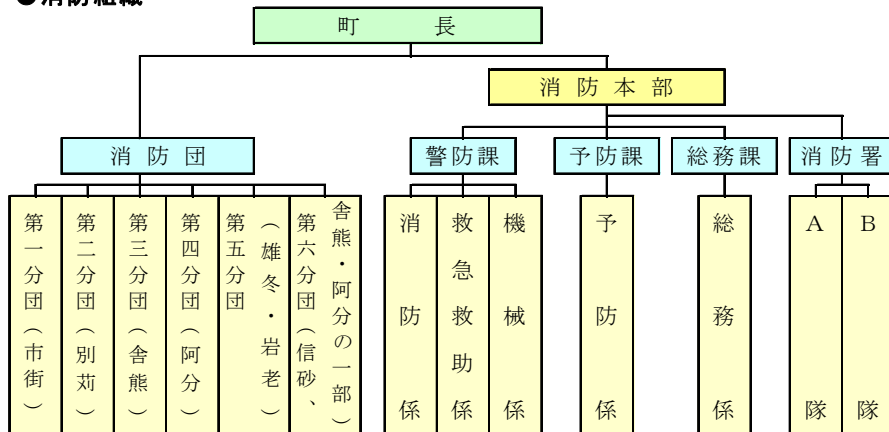 ●消防組織
町長
消防本部
消防団
警防課
予防課
総務課
消防署
第一分団(市街)
第二分団(別苅)
第三分団(舎熊)
第四分団(阿分)
第五分団
(雄冬・岩老)
第六分団(信砂、
舎熊・阿分の一部)
消防係
救急救助係
機械係
予防係
総務係
A隊
B隊